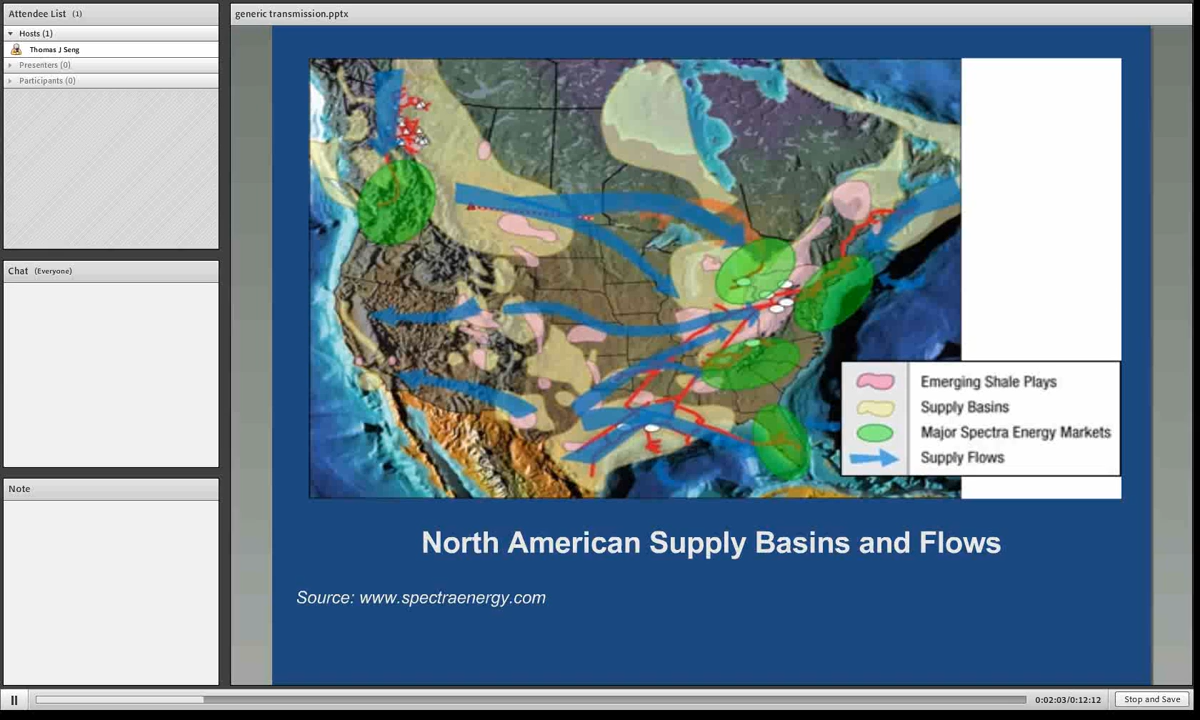 Attendee List (1)
Hosts (1)
Thomas J Seng
Presenters (0)
Participants (0)
Chat (Everyone)
Note
generic transmission.pptx
Emerging Shale Plays
Supply Basins
Major Spectra Energy Markets
Supply Flows
North American Supply Basins and Flows
Source: www.spectraenergy.com
0:02:03/0:12:12
Stop and Save